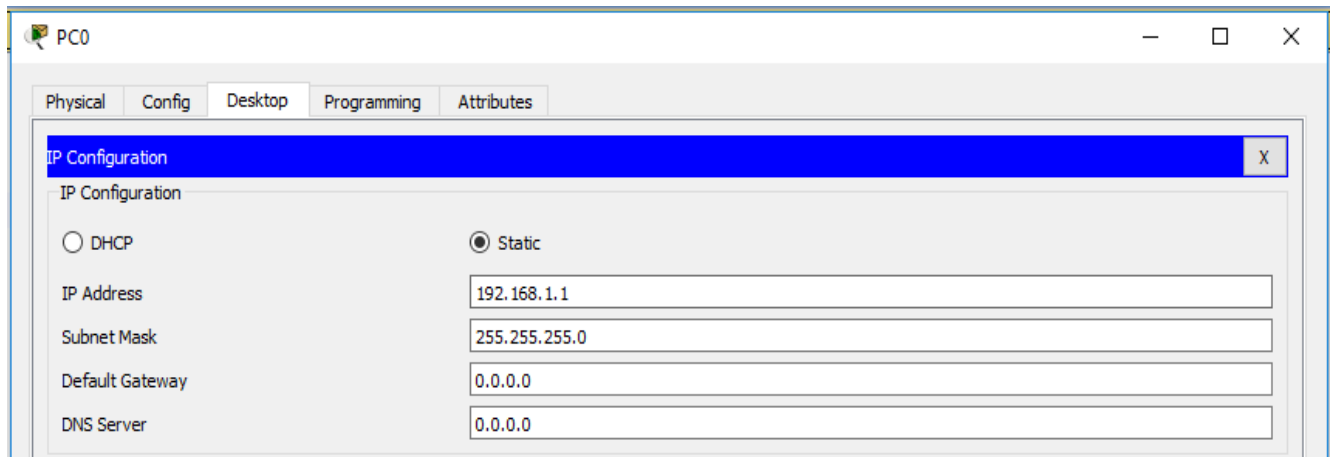 PC0
Physical Config Desktop Programming Attributes
IP Configuration X
IP Configuration
DHCP Static
IP Address 192.168.1.1
Subnet Mask 255.255.255.0
Default Gateway 0.0.0.0
DNS Server 0.0.0.0